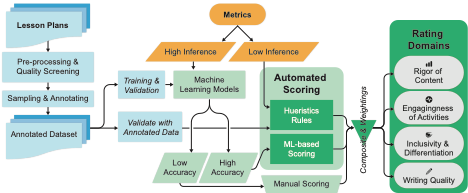 Lesson Plans
Pre-processing &
Quality Screening
Sampling & Annotating
Annotated Dataset
Metrics
High Inference
Low Inference
Training &
Validation
Machine
Learning Models
Validate with
Annotated Data
Low
Accuracy
High
Accuracy
Automated
Scoring
Hueristics
Rules
ML-based
Scoring
Manual Scoring
Composite & Weightings
Rating
Domains
Rigor of
Content
Engagingness
of Activities
Inclusivity &
Differentiation
Writing Quality